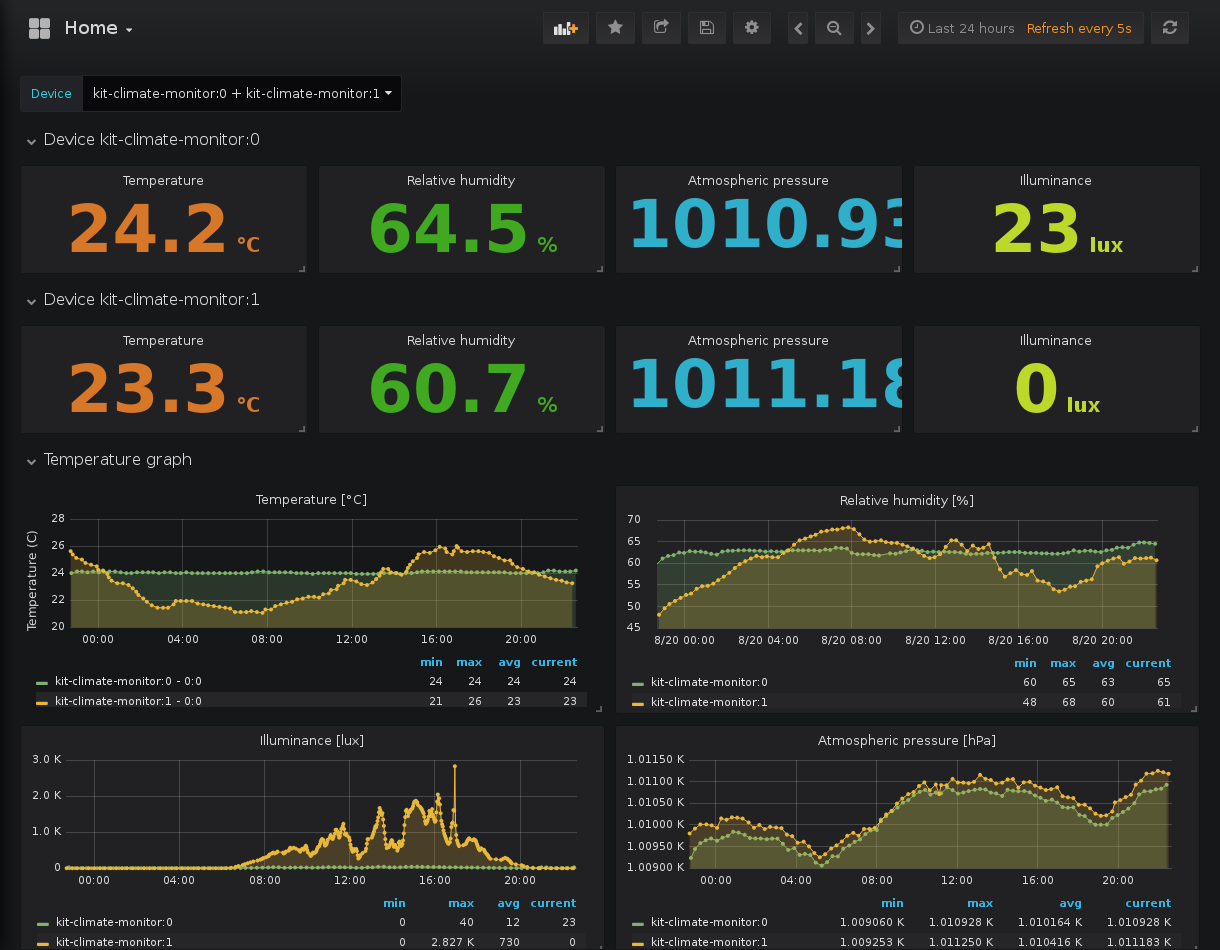 Home
Last 24 hours Refresh every 5s
Device kit-climate-monitor:0 + kit-climate-monitor:1
Device kit-climate-monitor:0
Temperature Relative humidity Atmospheric pressure Illuminance
24.2 °C 64.5 % 1010.93 23 lux
Device kit-climate-monitor:1
Temperature Relative humidity Atmospheric pressure Illuminance
23.3 °C 60.7 % 1011.18 0 lux
Temperature graph
Temperature [°C]
Temperature (C)
28
26
24
22
20
00:00 04:00 08:00 12:00 16:00 20:00
min max avg current
kit-climate-monitor:0 - 0:0 24 24 24 24
kit-climate-monitor:1 - 0:0 21 26 23 23
Relative humidity [%]
70
65
60
55
50
45
8/20 00:00 8/20 04:00 8/20 08:00 8/20 12:00 8/20 16:00 8/20 20:00
min max avg current
kit-climate-monitor:0 60 65 63 65
kit-climate-monitor:1 48 68 60 61
Illuminance [lux]
3.0 K
2.0 K
1.0 K
0
00:00 04:00 08:00 12:00 16:00 20:00
min max avg current
kit-climate-monitor:0 0 40 12 23
kit-climate-monitor:1 0 2.827 K 730 0
Atmospheric pressure [hPa]
1.01150 K
1.01100 K
1.01050 K
1.01000 K
1.00950 K
1.00900 K
00:00 04:00 08:00 12:00 16:00 20:00
min max avg current
kit-climate-monitor:0 1.009060 K 1.010928 K 1.010164 K 1.010928 K
kit-climate-monitor:1 1.009253 K 1.011250 K 1.010416 K 1.011183 K